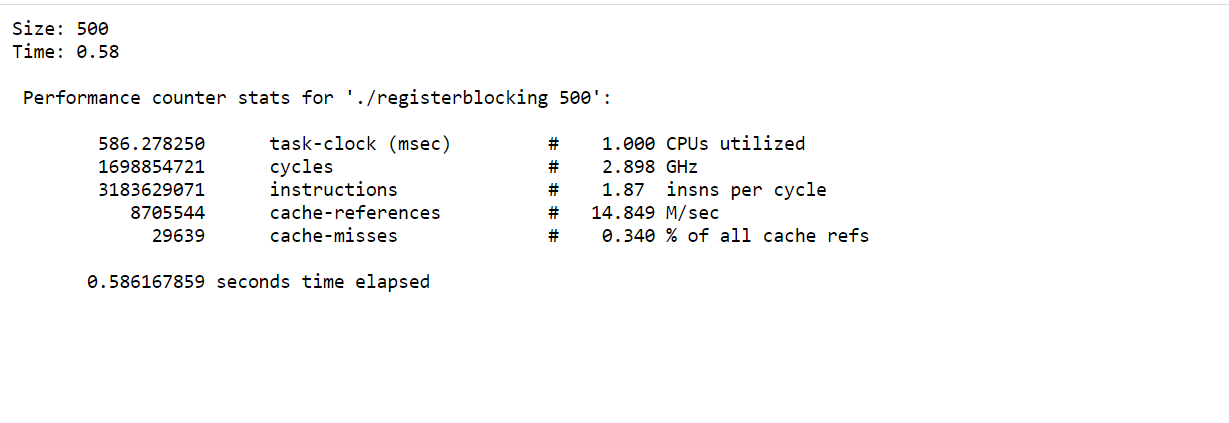 Size: 500
Time: 0.58
Performance counter stats for './registerblocking 500':
586.278250 task-clock (msec) # 1.000 CPUs utilized
1698854721 cycles # 2.898 GHz
3183629071 instructions # 1.87 insns per cycle
8705544 cache-references # 14.849 M/sec
29639 cache-misses # 0.340 % of all cache refs
0.586167859 seconds time elapsed